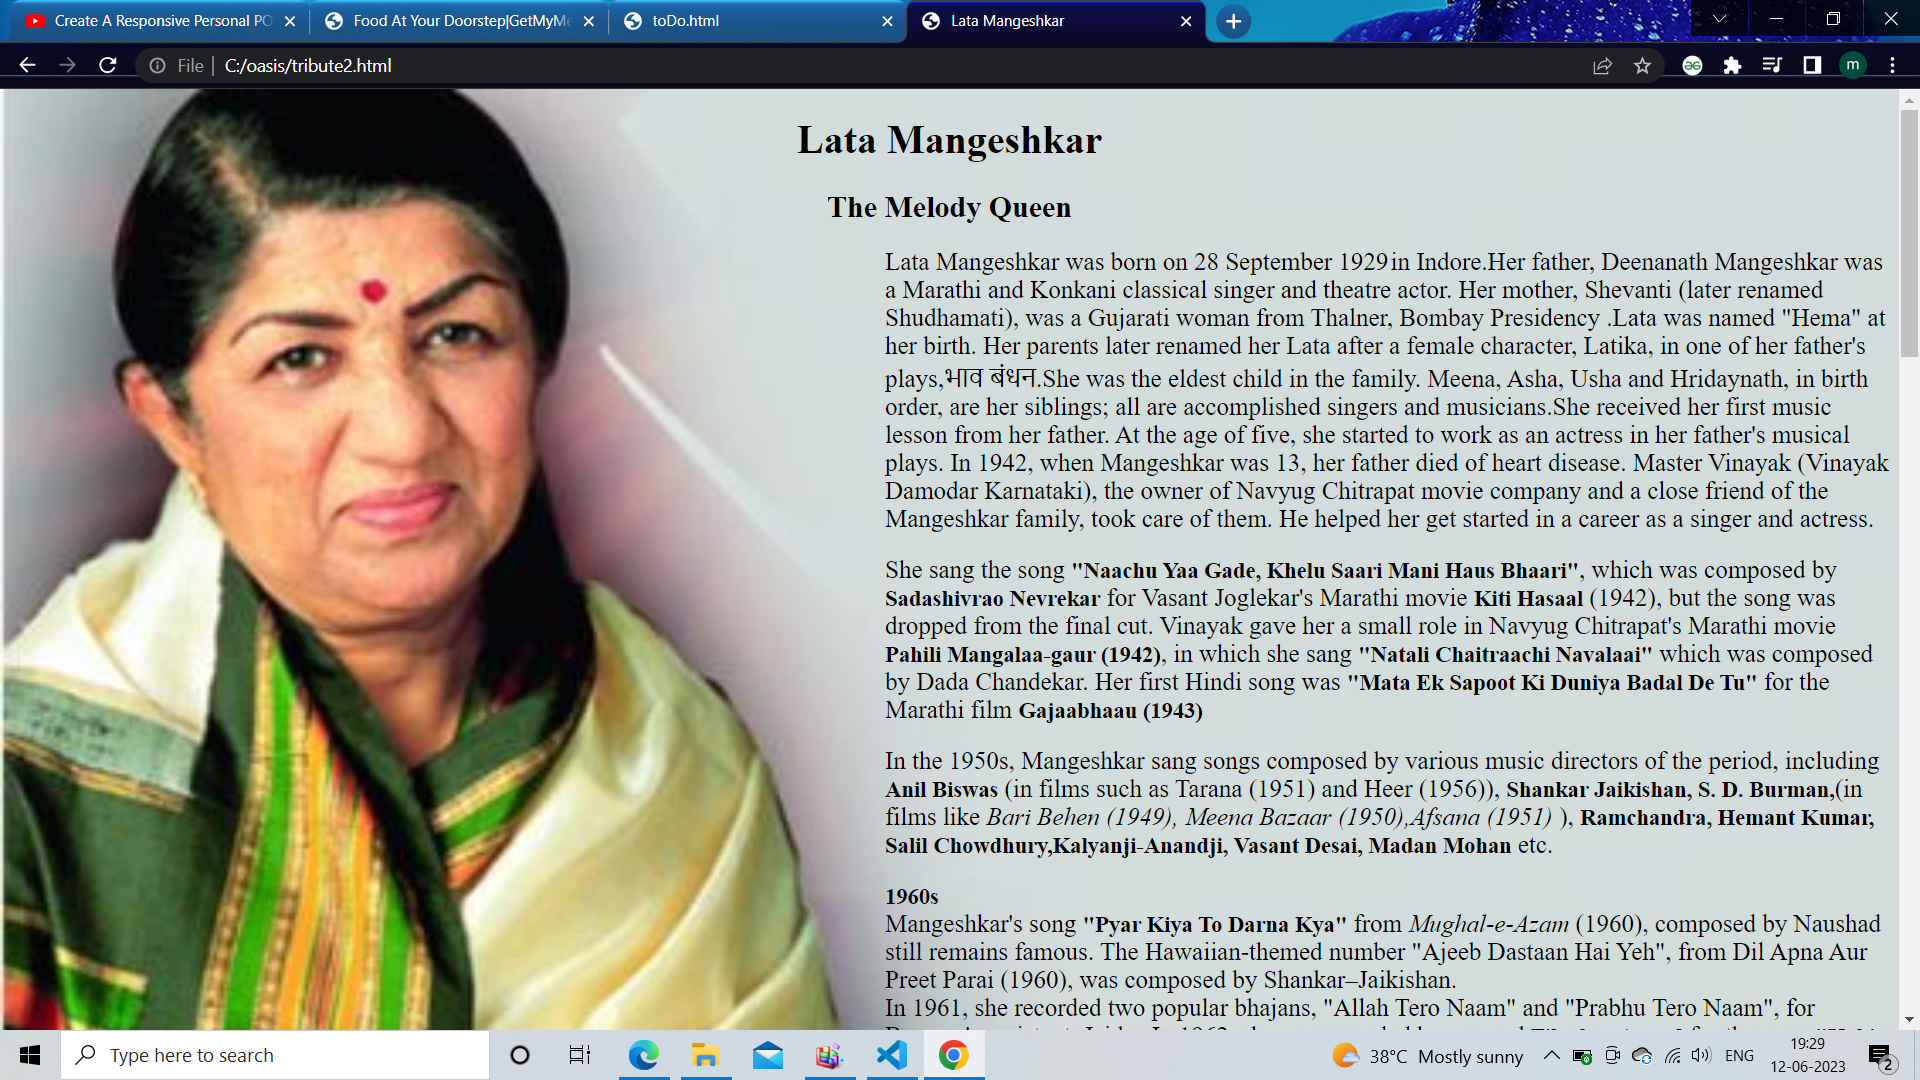 Create A Responsive Personal PO
Food At Your Doorstep|GetMyMe
toDo.html
Lata Mangeshkar
File
C:/oasis/tribute2.html
m
Lata Mangeshkar
The Melody Queen
Lata Mangeshkar was born on 28 September 1929in Indore.Her father, Deenanath Mangeshkar was
a Marathi and Konkani classical singer and theatre actor. Her mother, Shevanti (later renamed
Shudhamati), was a Gujarati woman from Thalner, Bombay Presidency .Lata was named "Hema" at
her birth. Her parents later renamed her Lata after a female character, Latika, in one of her father's
plays,भाव बंधन.She was the eldest child in the family. Meena, Asha, Usha and Hridaynath, in birth
order, are her siblings; all are accomplished singers and musicians.She received her first music
lesson from her father. At the age of five, she started to work as an actress in her father's musical
plays. In 1942, when Mangeshkar was 13, her father died of heart disease. Master Vinayak (Vinayak
Damodar Karnataki), the owner of Navyug Chitrapat movie company and a close friend of the
Mangeshkar family, took care of them. He helped her get started in a career as a singer and actress.
She sang the song "Naachu Yaa Gade, Khelu Saari Mani Haus Bhaari", which was composed by
Sadashivrao Nevrekar for Vasant Joglekar's Marathi movie Kiti Hasaal (1942), but the song was
dropped from the final cut. Vinayak gave her a small role in Navyug Chitrapat's Marathi movie
Pahili Mangalaa-gaur (1942), in which she sang "Natali Chaitraachi Navalaai" which was composed
by Dada Chandekar. Her first Hindi song was "Mata Ek Sapoot Ki Duniya Badal De Tu" for the
Marathi film Gajaabhaau (1943)
In the 1950s, Mangeshkar sang songs composed by various music directors of the period, including
Anil Biswas (in films such as Tarana (1951) and Heer (1956)), Shankar Jaikishan, S. D. Burman,(in
films like Bari Behen (1949), Meena Bazaar (1950),Afsana (1951) ), Ramchandra, Hemant Kumar,
Salil Chowdhury,Kalyanji-Anandji, Vasant Desai, Madan Mohan etc.
1960s
Mangeshkar's song "Pyar Kiya To Darna Kya" from Mughal-e-Azam (1960), composed by Naushad
still remains famous. The Hawaiian-themed number "Ajeeb Dastaan Hai Yeh", from Dil Apna Aur
Preet Parai (1960), was composed by Shankar–Jaikishan.
In 1961, she recorded two popular bhajans, "Allah Tero Naam" and "Prabhu Tero Naam", for
Type here to search
38°C Mostly sunny
ENG
19:29
12-06-2023
2